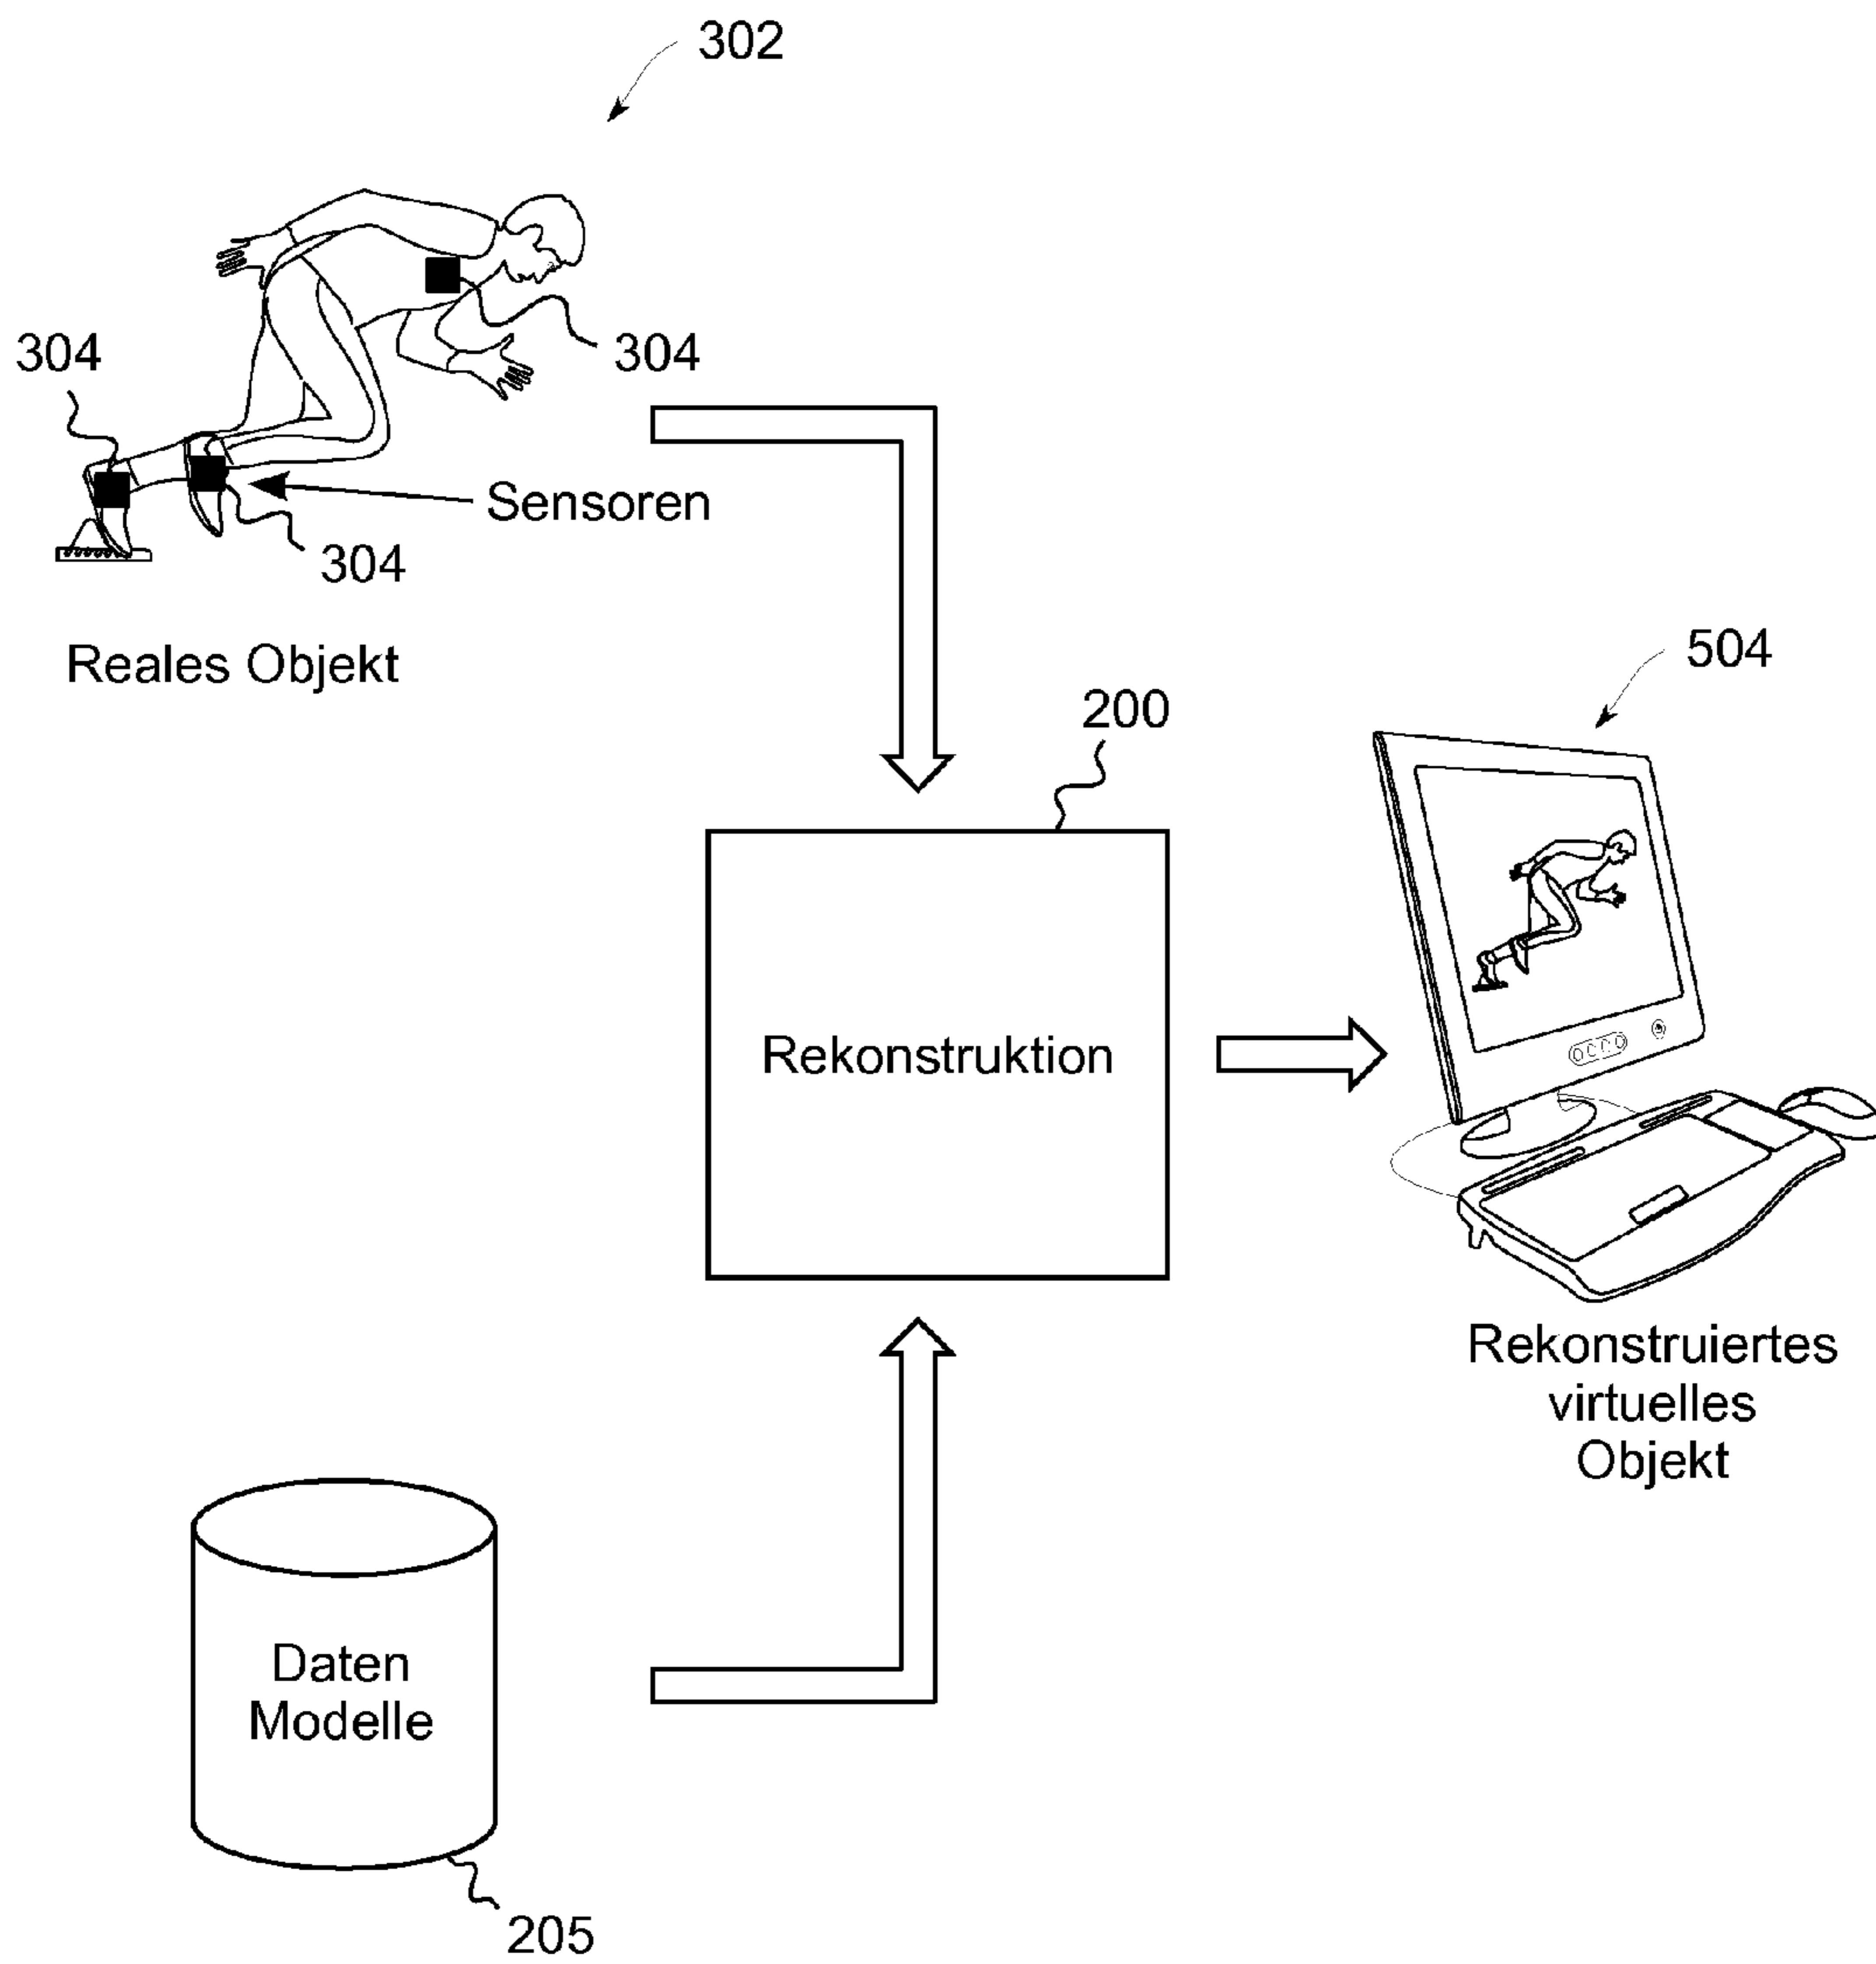 302
304
304
Sensoren
304
Reales Objekt
504
200
Rekonstruktion
Rekonstruiertes
virtuelles
Objekt
Daten
Modelle
205